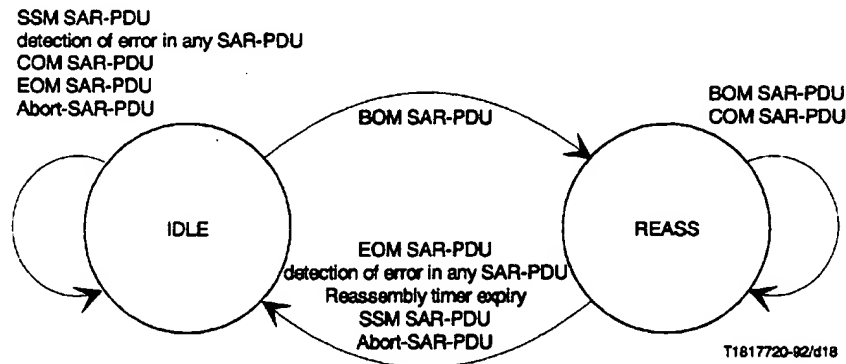 SSM SAR-PDU
detection of error in any SAR-PDU
COM SAR-PDU
EOM SAR-PDU
Abort-SAR-PDU
BOM SAR-PDU
BOM SAR-PDU
COM SAR-PDU
IDLE
REASS
EOM SAR-PDU
detection of error in any SAR-PDU
Reassembly timer expiry
SSM SAR-PDU
Abort-SAR-PDU
T1817720-92/d18